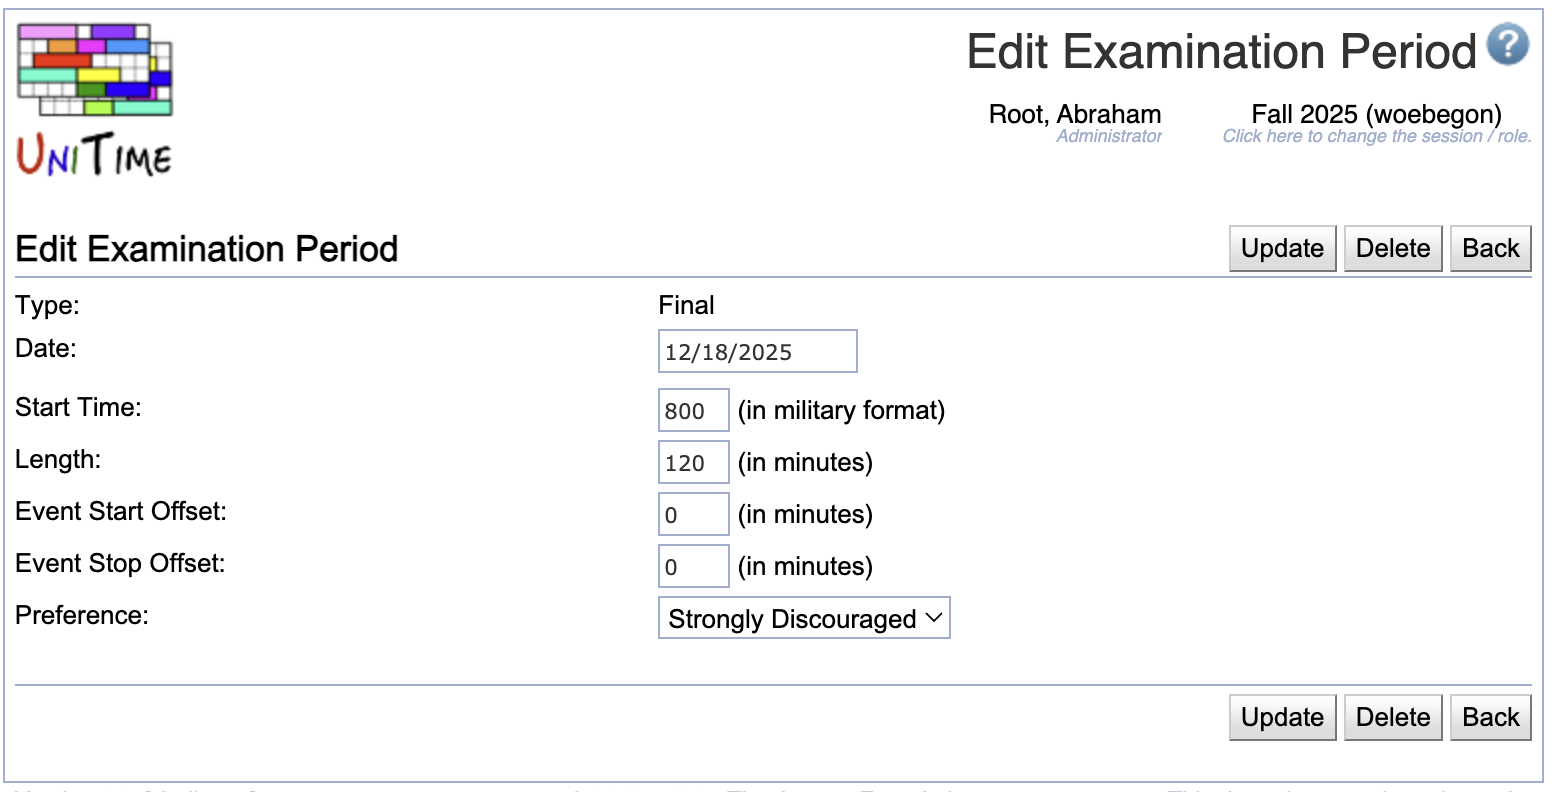 Edit Examination Period ?
UNITIME
Root, Abraham
Administrator
Fall 2025 (woebegon)
Click here to change the session / role.
Edit Examination Period
Update Delete Back
Type: Final
Date: 12/18/2025
Start Time: 800 (in military format)
Length: 120 (in minutes)
Event Start Offset: 0 (in minutes)
Event Stop Offset: 0 (in minutes)
Preference: Strongly Discouraged
Update Delete Back